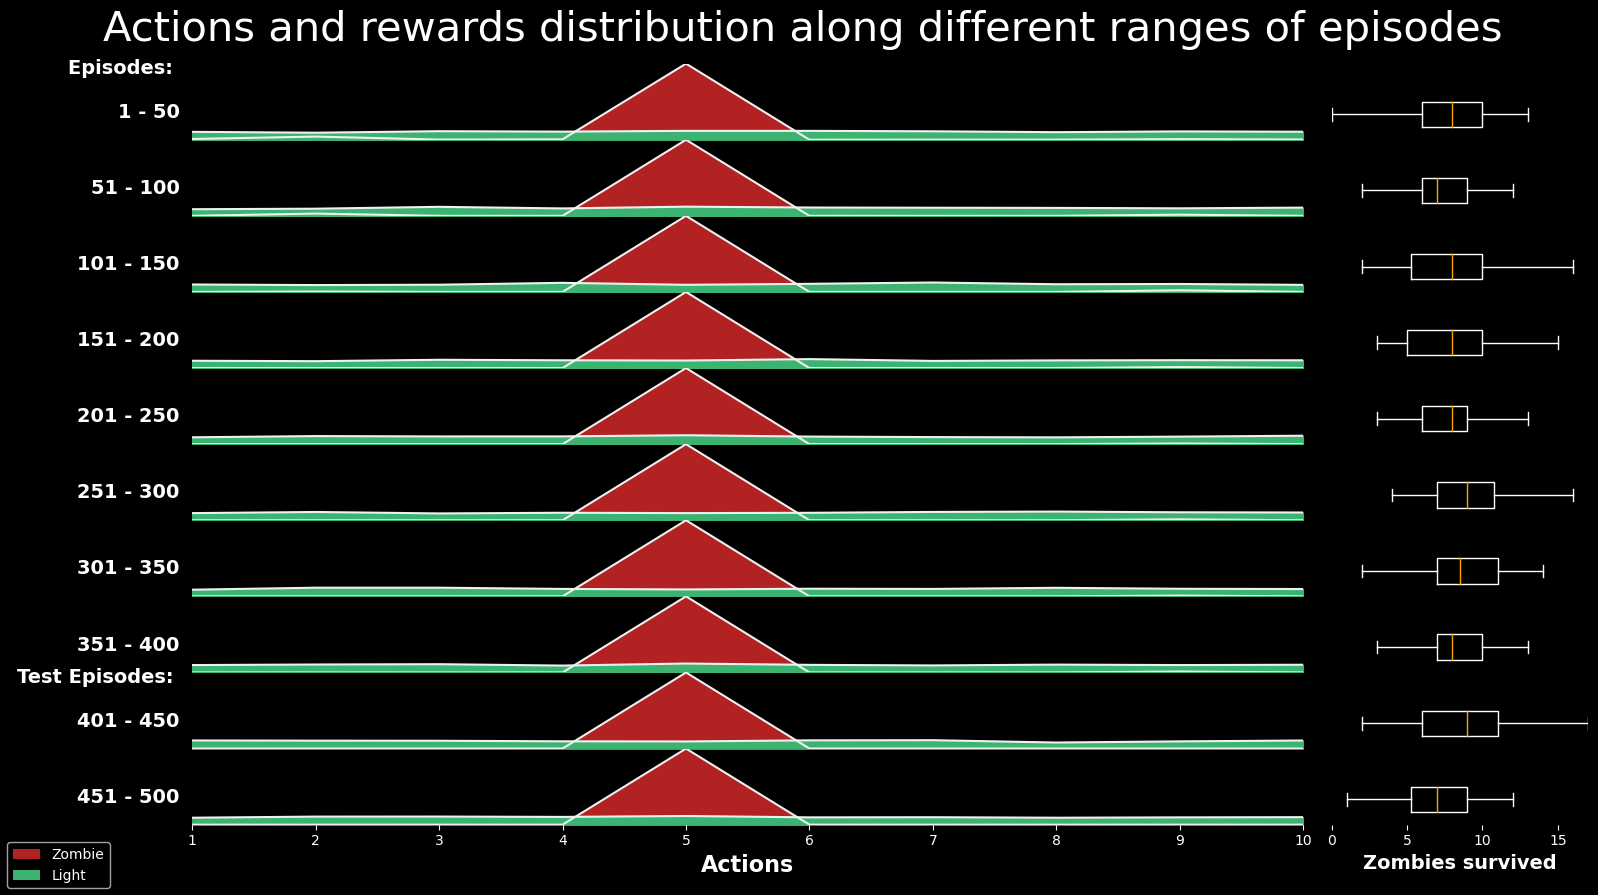 Actions and rewards distribution along different ranges of episodes
Episodes:
1 - 50
51 - 100
101 - 150
151 - 200
201 - 250
251 - 300
301 - 350
351 - 400
Test Episodes:
401 - 450
451 - 500
1 2 3 4 5 6 7 8 9 10
0 5 10 15
Actions
Zombies survived
Zombie
Light